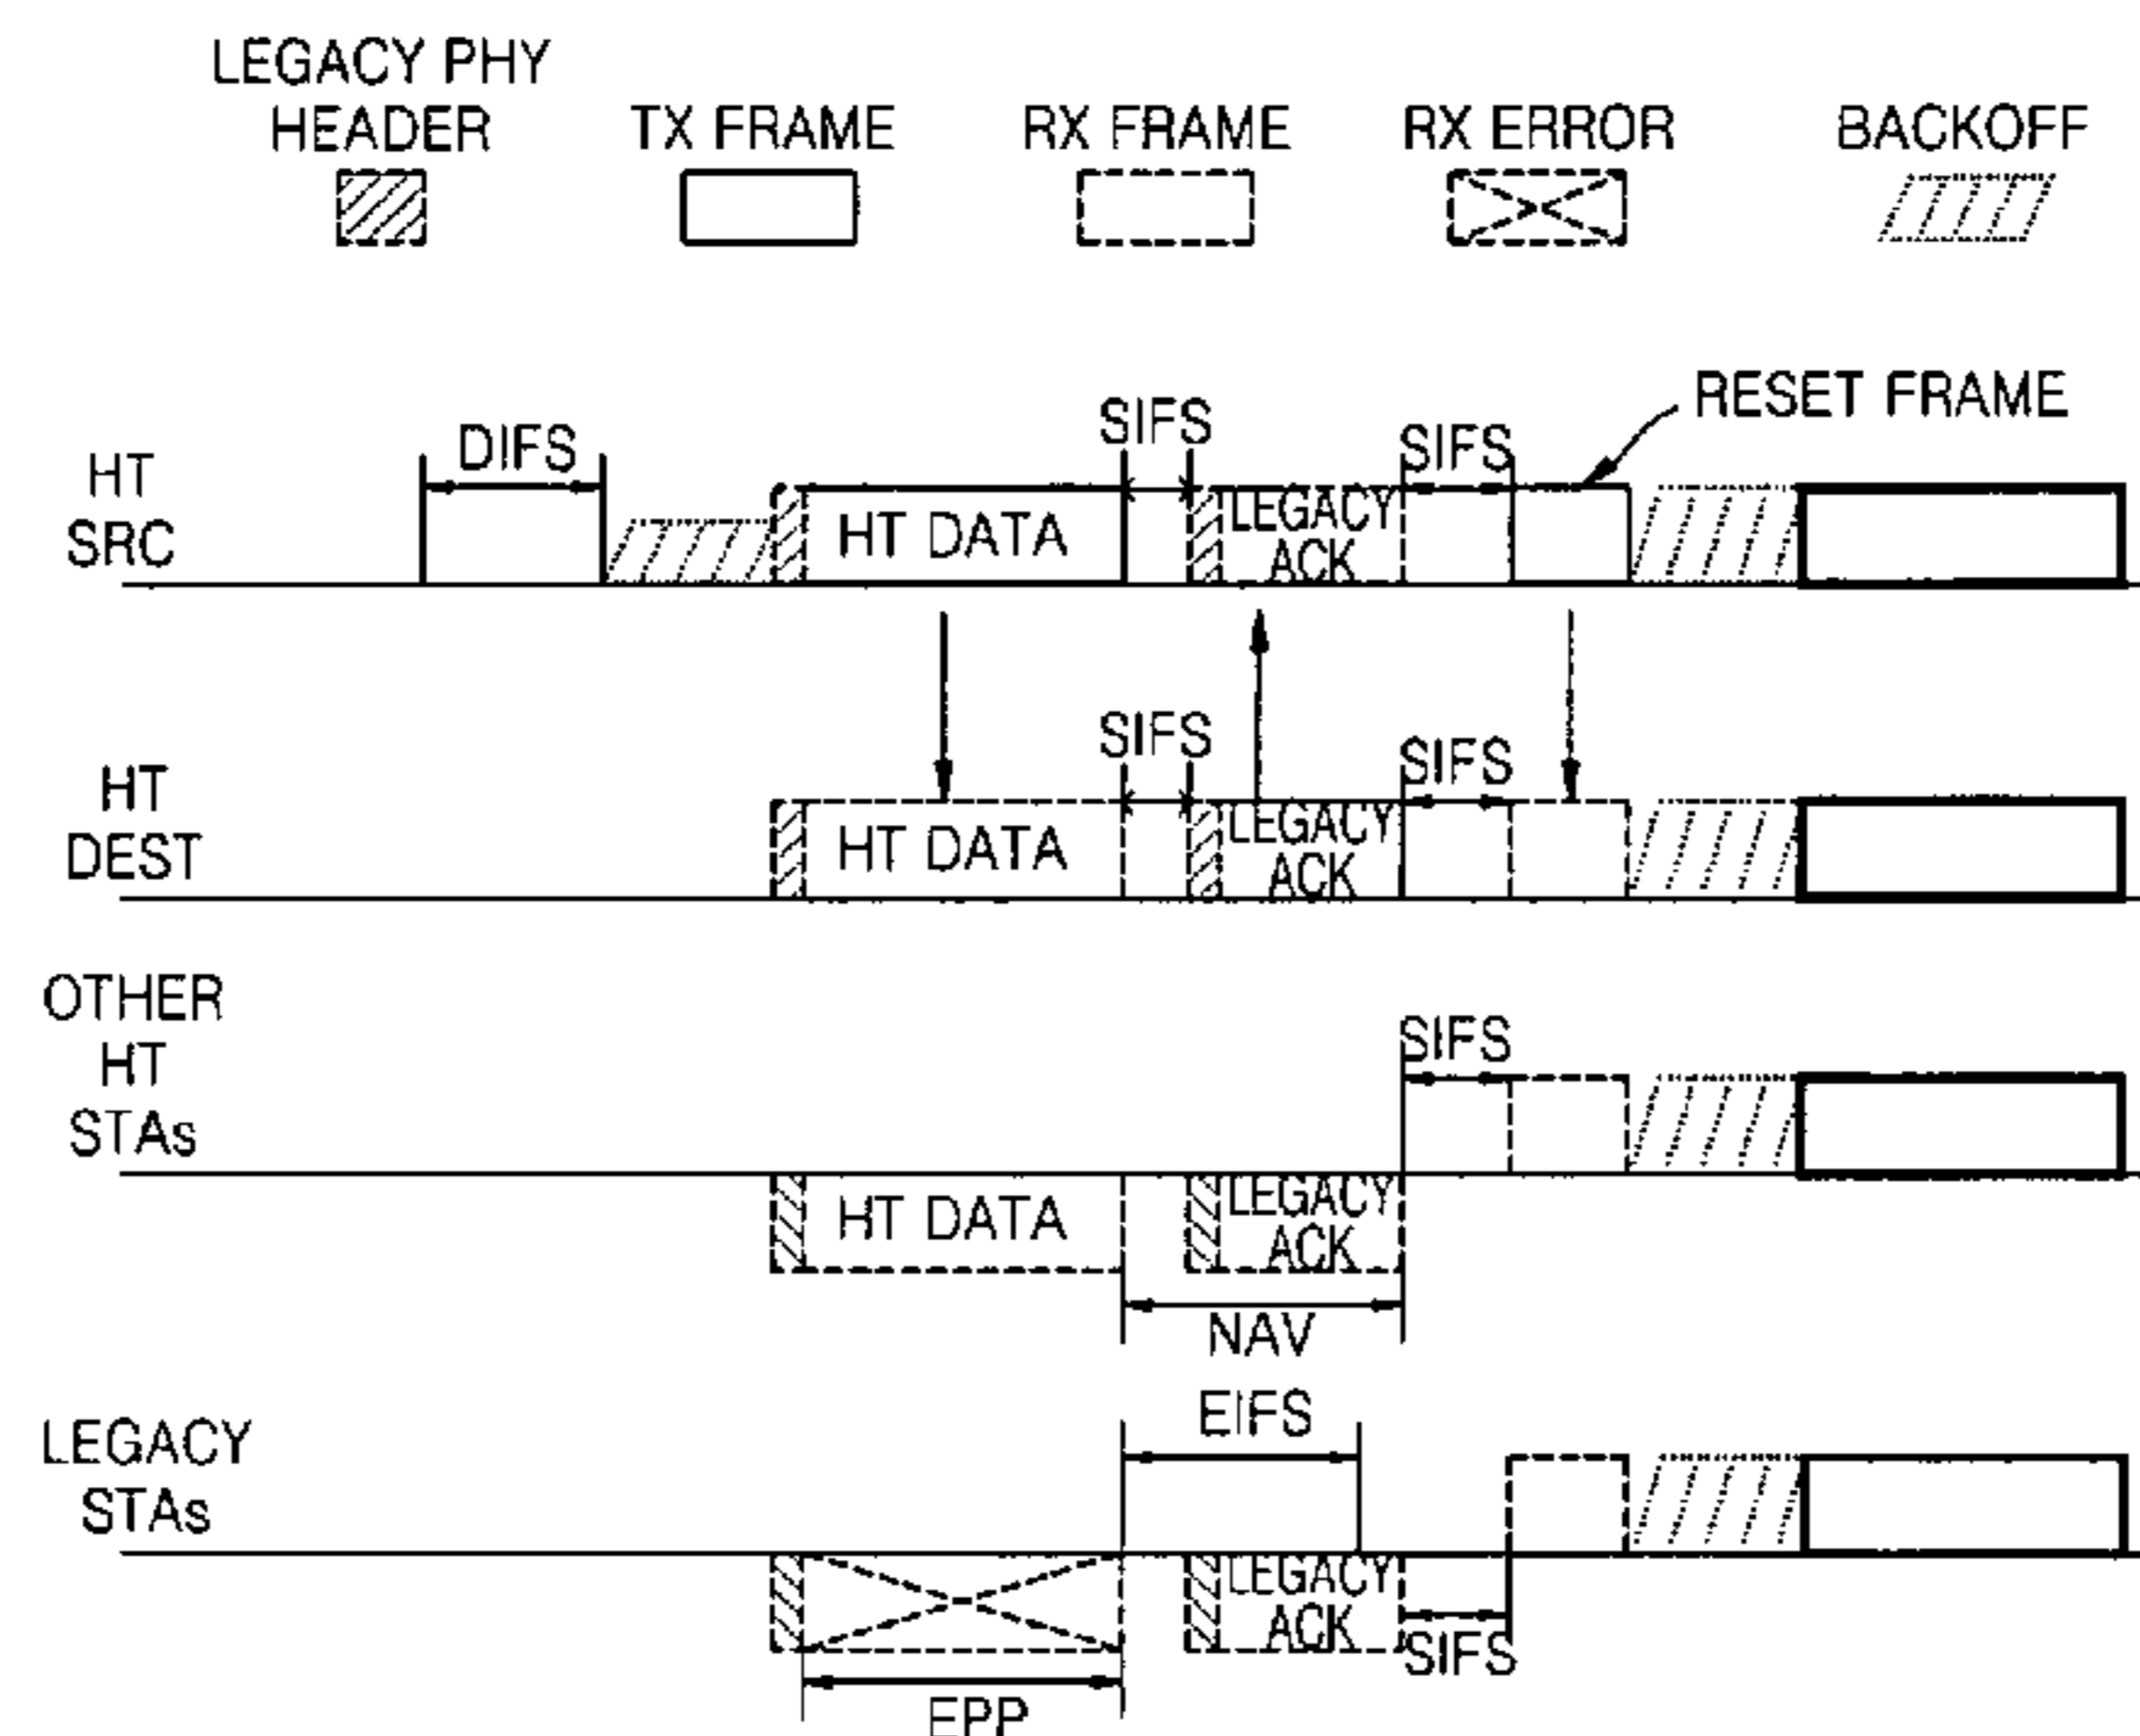 LEGACY PHY
HEADER
TX FRAME
RX FRAME
RX ERROR
BACKOFF
RESET FRAME
HT
SRC
DIFS
HT DATA
SIFS
LEGACY
ACK
SIFS
HT
DEST
HT DATA
SIFS
LEGACY
ACK
SIFS
OTHER
HT
STAs
HT DATA
LEGACY
ACK
SIFS
NAV
LEGACY
STAs
EIFS
LEGACY
ACK
SIFS
EPP